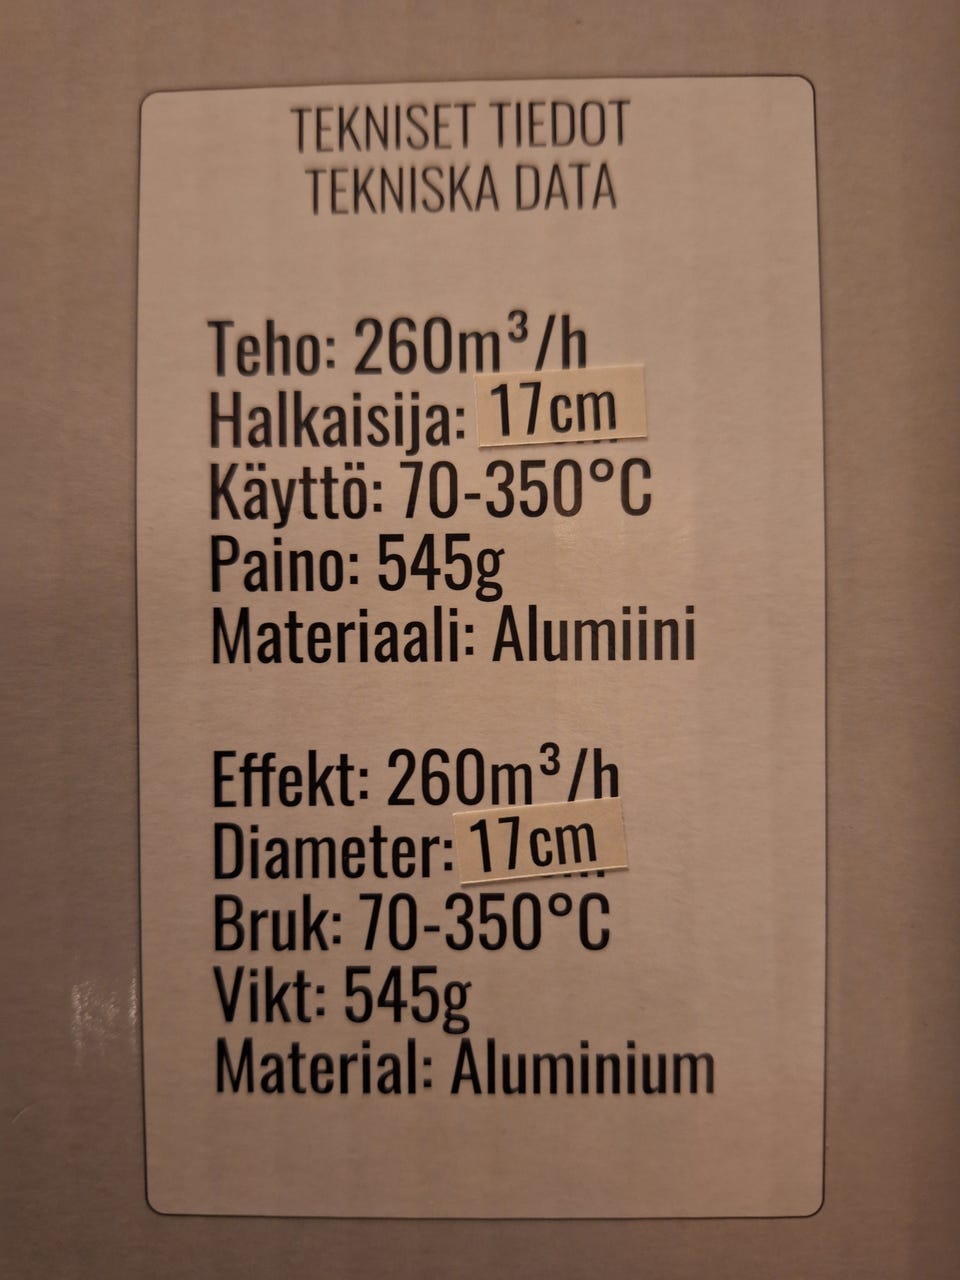 TEKNISET TIEDOT
TEKNISKA DATA
Teho: 260m³/h
Halkaisija: 17cm
Käyttö: 70-350°C
Paino: 545g
Materiaali: Alumiini
Effekt: 260m³/h
Diameter: 17cm
Bruk: 70-350°C
Vikt: 545g
Material: Aluminium